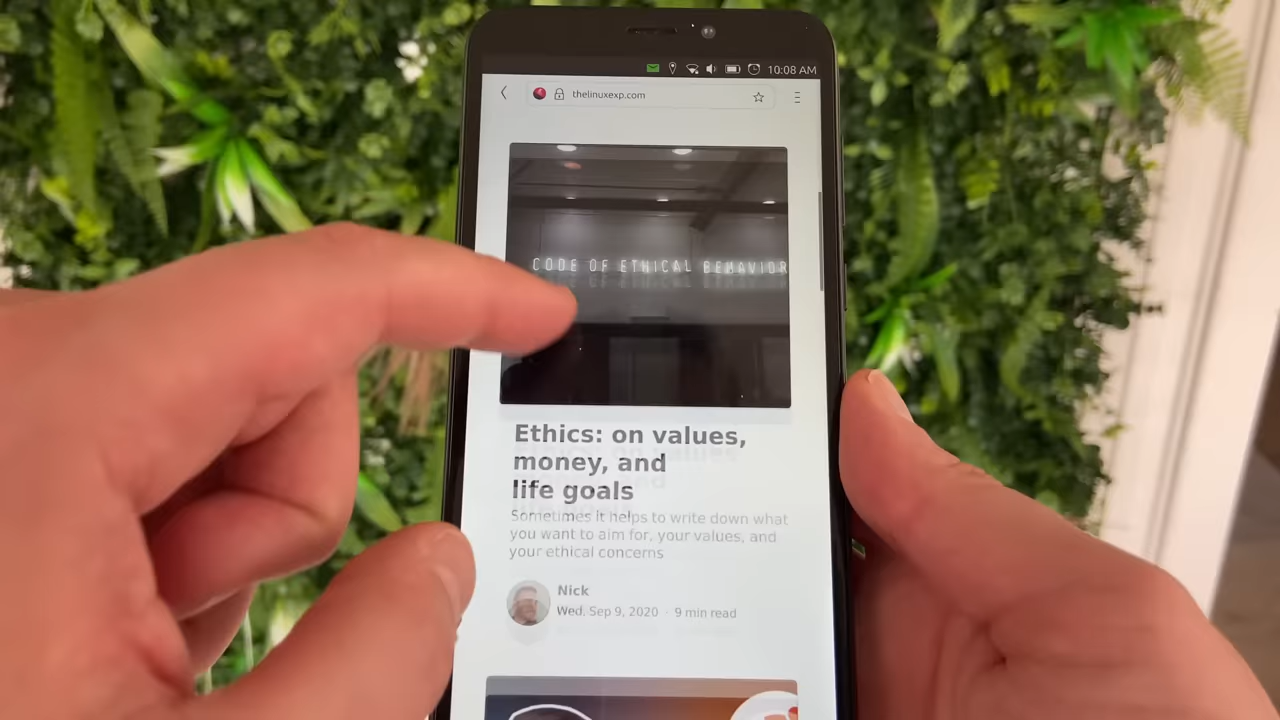 10:08 AM
thelinuxexp.com
CODE OF ETHICAL BEHAVIOR
Ethics: on values,
money, and
life goals
Sometimes it helps to write down what
you want to aim for, your values, and
your ethical concerns
Nick
Wed, Sep 9, 2020 · 9 min read